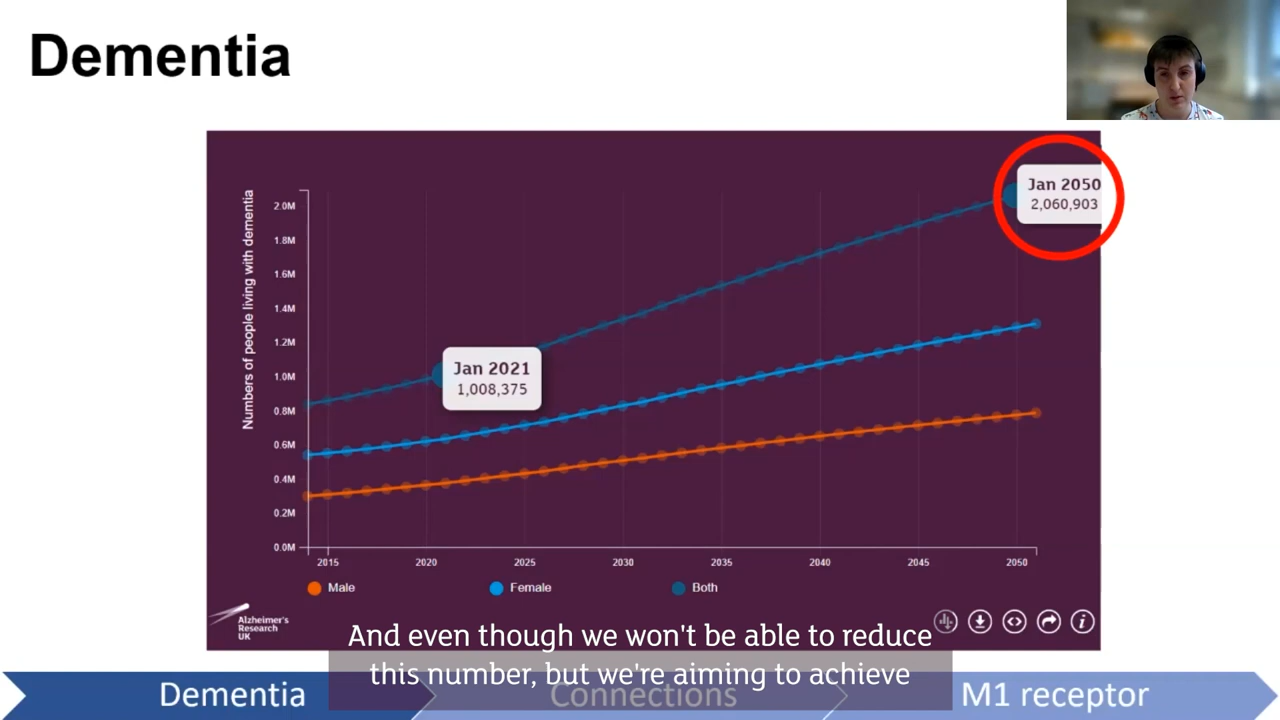 Dementia
Jan 2050
2,060,903
Numbers of people living with dementia
2.0M
1.8M
1.6M
1.4M
1.2M
1.0M
0.8M
0.6M
0.4M
0.2M
0.0M
Jan 2021
1,008,375
2015 2020 2025 2030 2035 2040 2045 2050
Male Female Both
Alzheimer's
Research
UK
And even though we won't be able to reduce
this number, but we're aiming to achieve
Dementia Connections M1 receptor